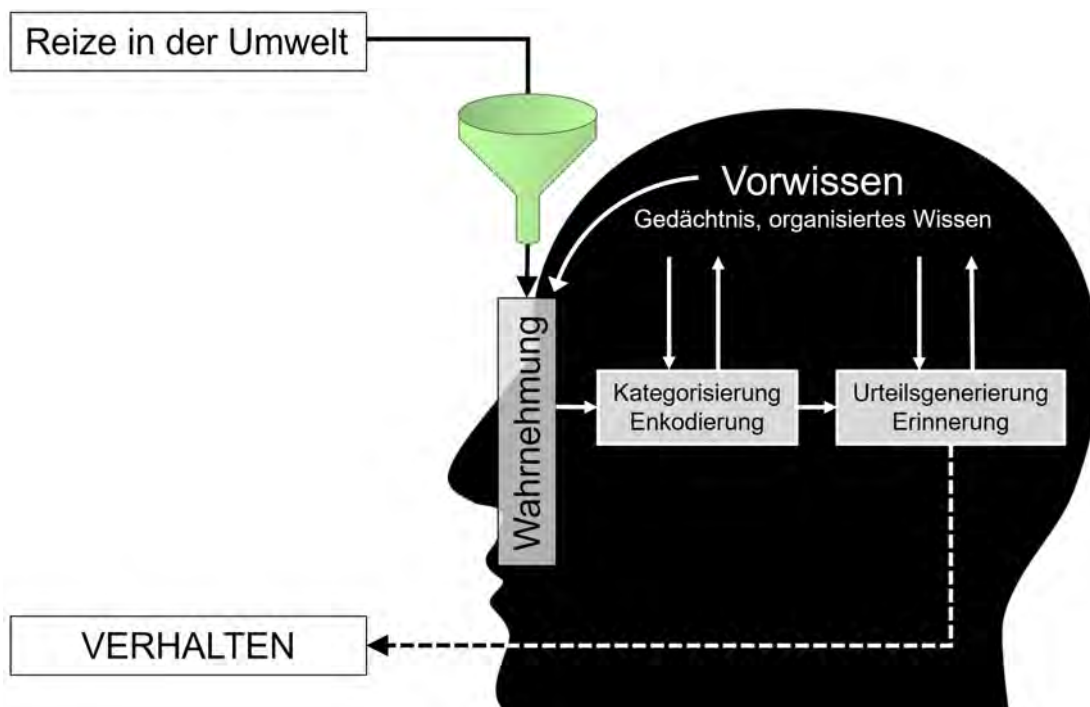 Reize in der Umwelt
Vorwissen
Gedächtnis, organisiertes Wissen
Wahrnehmung
Kategorisierung
Enkodierung
Urteilsgenerierung
Erinnerung
VERHALTEN